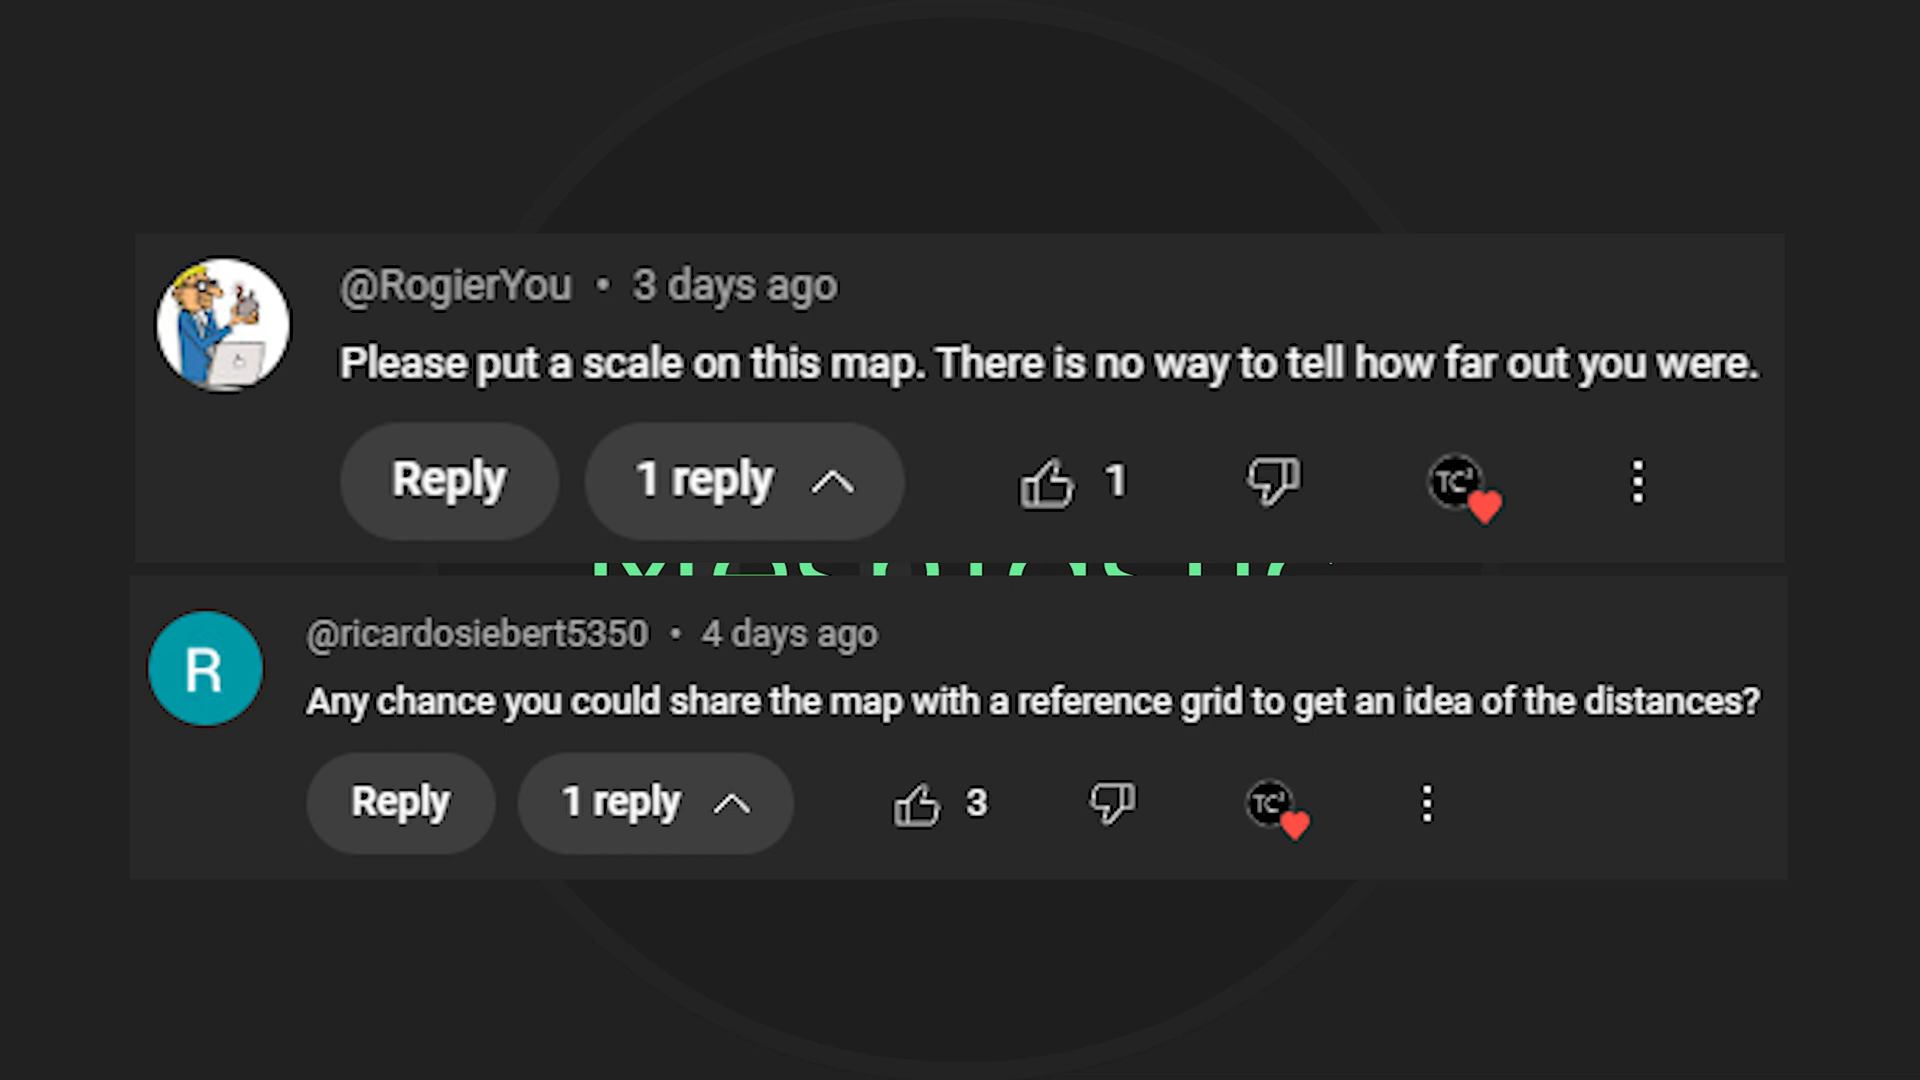 @RogierYou • 3 days ago
Please put a scale on this map. There is no way to tell how far out you were.
Reply 1 reply 1 TC²
@ricardosiebert5350 • 4 days ago
R
Any chance you could share the map with a reference grid to get an idea of the distances?
Reply 1 reply 3 TC²